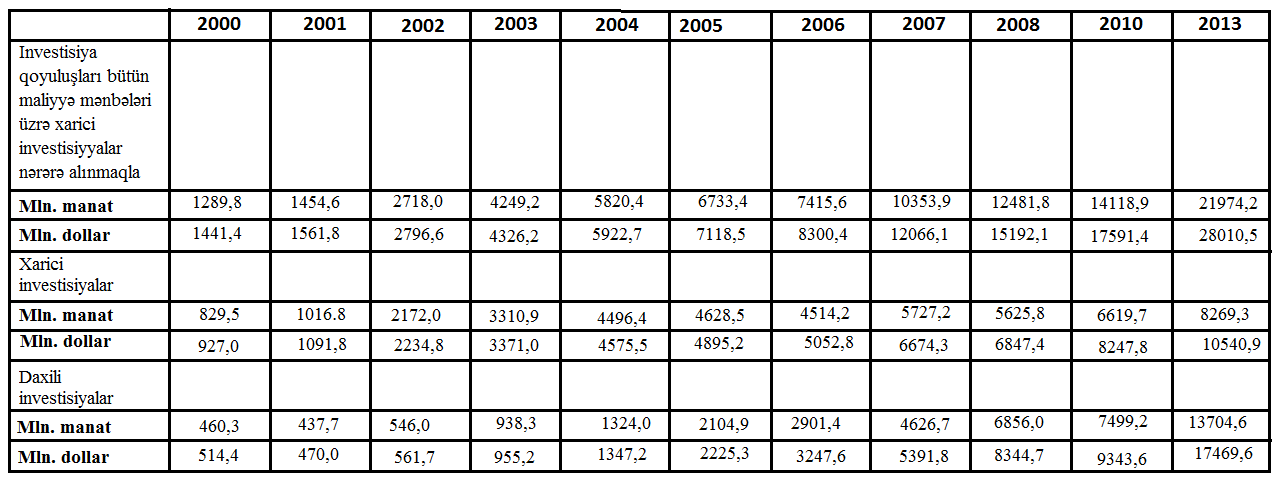 2000 2001 2002 2003 2004 2005 2006 2007 2008 2010 2013
Investisiya
qoyuluşları bütün
maliyyə mənbələri
üzrə xarici
investisiyyalar
nərərə alınmaqla
Mln. manat 1289,8 1454,6 2718,0 4249,2 5820,4 6733,4 7415,6 10353,9 12481,8 14118,9 21974,2
Mln. dollar 1441,4 1561,8 2796,6 4326,2 5922,7 7118,5 8300,4 12066,1 15192,1 17591,4 28010,5
Xarici
investisiyalar
Mln. manat 829,5 1016.8 2172,0 3310,9 4496,4 4628,5 4514,2 5727,2 5625,8 6619,7 8269,3
Mln. dollar 927,0 1091,8 2234,8 3371,0 4575,5 4895,2 5052,8 6674,3 6847,4 8247,8 10540,9
Daxili
investisiyalar
Mln. manat 460,3 437,7 546,0 938,3 1324,0 2104,9 2901,4 4626,7 6856,0 7499,2 13704,6
Mln. dollar 514,4 470,0 561,7 955,2 1347,2 2225,3 3247,6 5391,8 8344,7 9343,6 17469,6